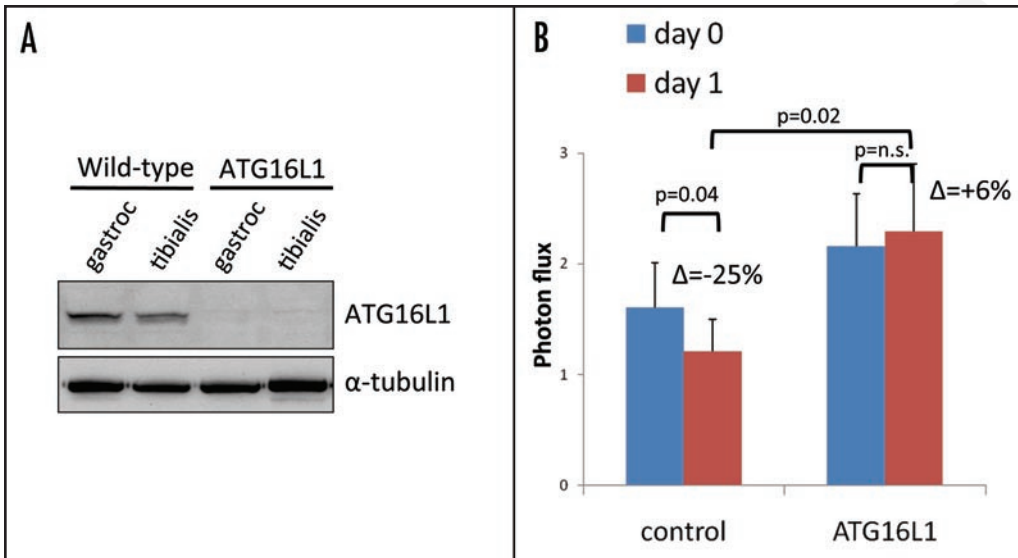 A
Wild-type ATG16L1
gastroc tibialis gastroc tibialis
ATG16L1
α-tubulin
B
day 0
day 1
p=0.02
3
p=n.s.
p=0.04
Δ=+6%
2
Δ=-25%
Photon flux
1
0
control ATG16L1